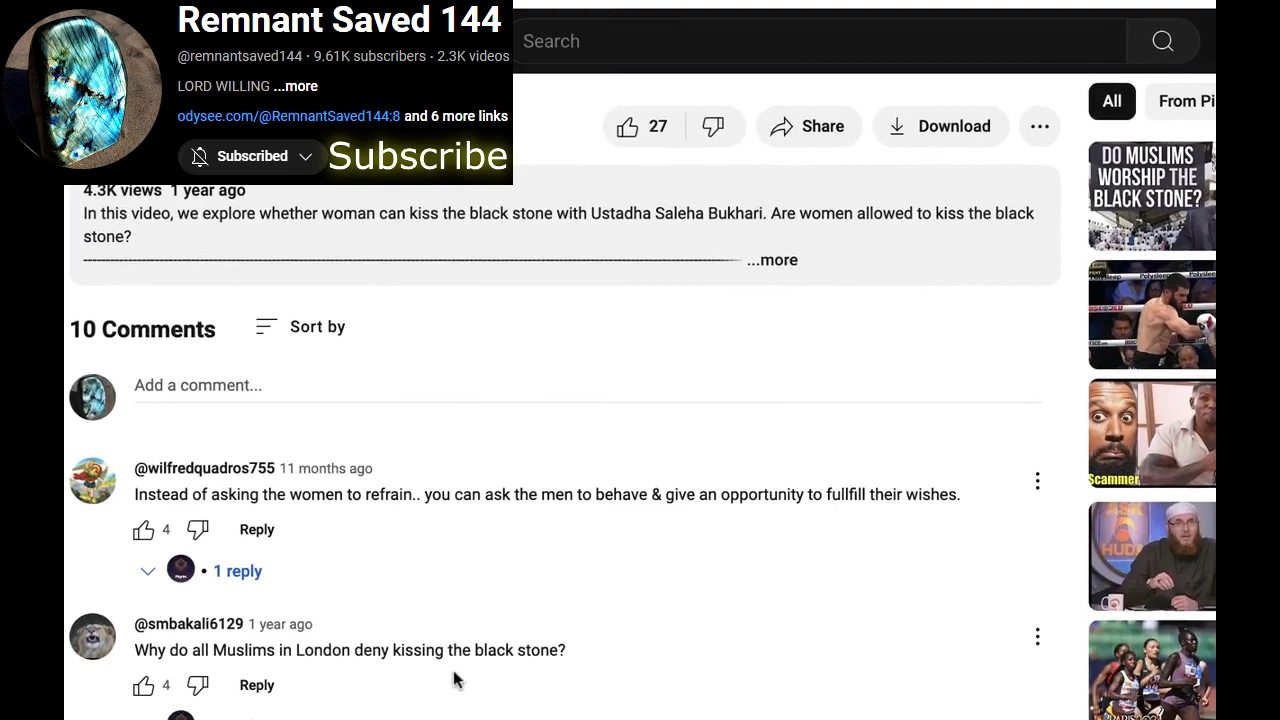 Remnant Saved 144
@remnantsaved144 · 9.61K subscribers · 2.3K videos
LORD WILLING ...more
odysee.com/@RemnantSaved144:8 and 6 more links
Subscribed
Subscribe
Search
27
Share
Download
All
From Pi
4.3K views 1 year ago
In this video, we explore whether woman can kiss the black stone with Ustadha Saleha Bukhari. Are women allowed to kiss the black
stone?
...more
10 Comments
Sort by
Add a comment...
@wilfredquadros755 11 months ago
Instead of asking the women to refrain.. you can ask the men to behave & give an opportunity to fullfill their wishes.
4
Reply
1 reply
@smbakali6129 1 year ago
Why do all Muslims in London deny kissing the black stone?
4
Reply
DO MUSLIMS
WORSHIP THE
BLACK STONE?
Scammer
ASK
HUDA